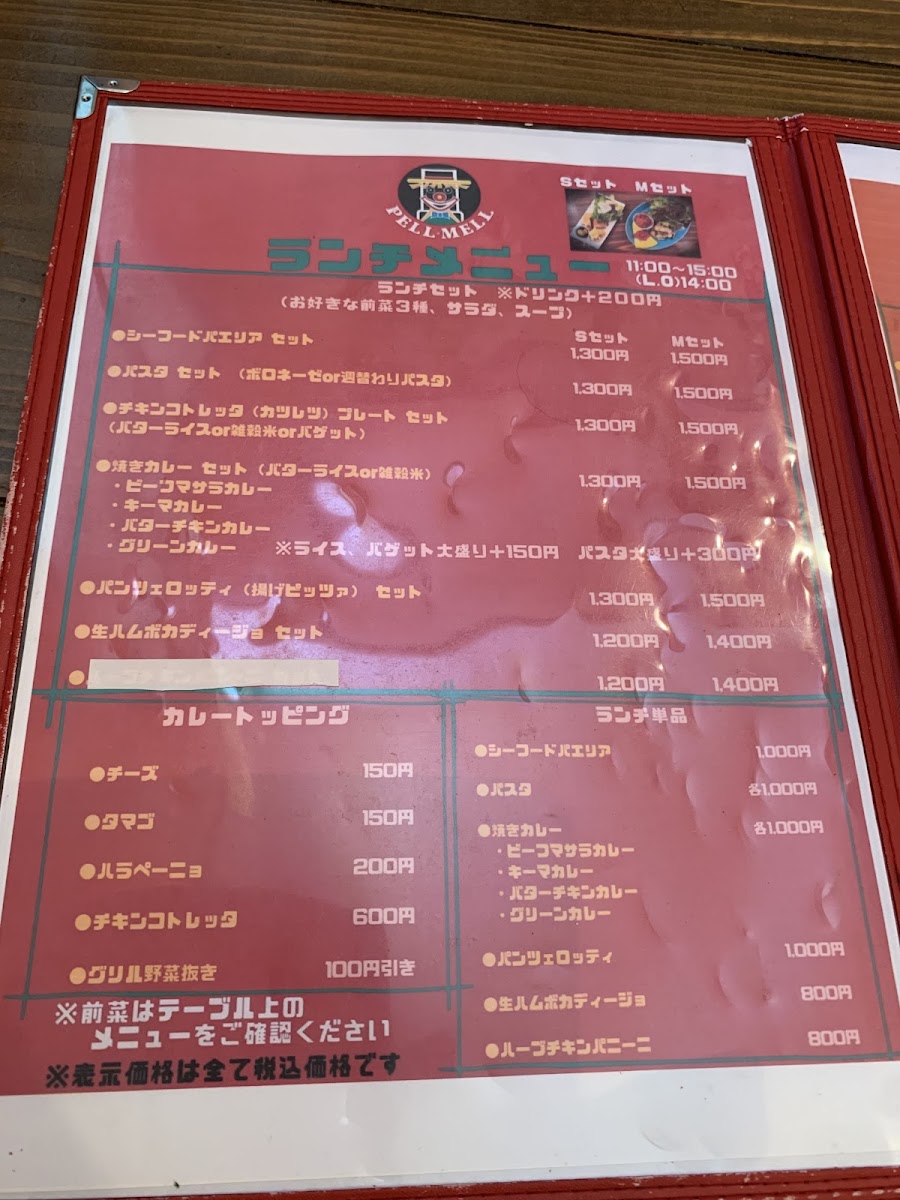 PELL・MELL
Sセット Mセット
ランチメニュー
11:00〜15:00
(L.O)14:00
ランチセット ※ドリンク+200円
(お好きな前菜3種、サラダ、スープ)
Sセット Mセット
●シーフードパエリア セット 1,300円 1,500円
●パスタ セット (ボロネーゼor週替わりパスタ) 1,300円 1,500円
●チキンコトレッタ(カツレツ)プレート セット 1,300円 1,500円
(バターライスor雑穀米orバゲット)
●焼きカレー セット(バターライスor雑穀米) 1,300円 1,500円
・ビーフマサラカレー
・キーマカレー
・バターチキンカレー
・グリーンカレー ※ライス、バゲット大盛り+150円 パスタ大盛り+300円
●パンツェロッティ(揚げピッツァ) セット 1,300円 1,500円
●生ハムボカディージョ セット 1,200円 1,400円
● 1,200円 1,400円
カレートッピング
●チーズ 150円
●タマゴ 150円
●ハラペーニョ 200円
●チキンコトレッタ 600円
●グリル野菜抜き 100円引き
※前菜はテーブル上の
メニューをご確認ください
※表示価格は全て税込価格です
ランチ単品
●シーフードパエリア 1,000円
●パスタ 各1,000円
●焼きカレー 各1,000円
・ビーフマサラカレー
・キーマカレー
・バターチキンカレー
・グリーンカレー
●パンツェロッティ 1,000円
●生ハムボカディージョ 800円
●ハーブチキンパニーニ 800円